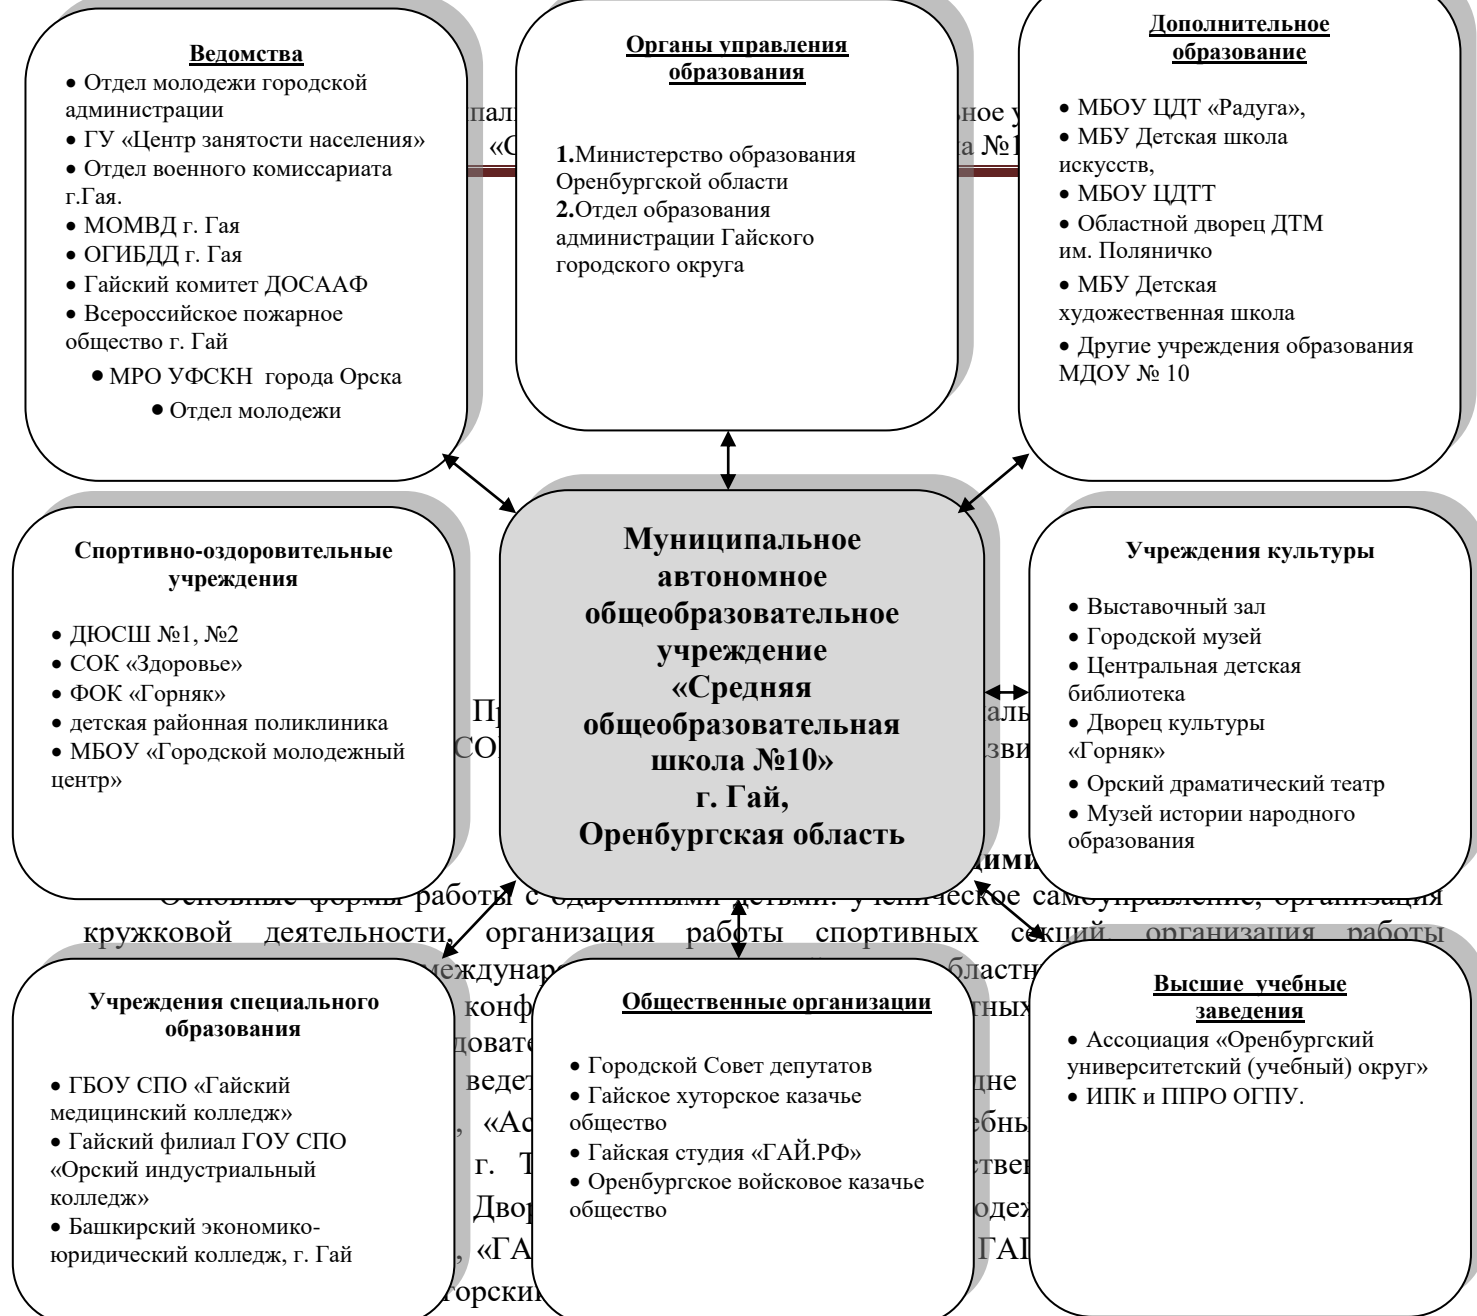 Ведомства
• Отдел молодежи городской
администрации
• ГУ «Центр занятости населения»
• Отдел военного комиссариата
г.Гая.
• МОМВД г. Гая
• ОГИБДД г. Гая
• Гайский комитет ДОСААФ
• Всероссийское пожарное
общество г. Гай
• МРО УФСКН города Орска
• Отдел молодежи
Органы управления
образования
1.Министерство образования
Оренбургской области
2.Отдел образования
администрации Гайского
городского округа
Дополнительное
образование
• МБОУ ЦДТ «Радуга»,
• МБУ Детская школа
искусств,
• МБОУ ЦДТТ
• Областной дворец ДТМ
им. Поляничко
• МБУ Детская
художественная школа
• Другие учреждения образования
МДОУ № 10
Спортивно-оздоровительные
учреждения
• ДЮСШ №1, №2
• СОК «Здоровье»
• ФОК «Горняк»
• детская районная поликлиника
• МБОУ «Городской молодежный
центр»
Муниципальное
автономное
общеобразовательное
учреждение
«Средняя
общеобразовательная
школа №10»
г. Гай,
Оренбургская область
Учреждения культуры
• Выставочный зал
• Городской музей
• Центральная детская
библиотека
• Дворец культуры
«Горняк»
• Орский драматический театр
• Музей истории народного
образования
Основные формы работы с одаренными детьми: ученическое самоуправление, организация
кружковой деятельности, организация работы спортивных секций, организация работы
Учреждения специального
образования
• ГБОУ СПО «Гайский
медицинский колледж»
• Гайский филиал ГОУ СПО
«Орский индустриальный
колледж»
• Башкирский экономико-
юридический колледж, г. Гай
Общественные организации
• Городской Совет депутатов
• Гайское хуторское казачье
общество
• Гайская студия «ГАЙ.РФ»
• Оренбургское войсковое казачье
общество
Высшие учебные
заведения
• Ассоциация «Оренбургский
университетский (учебный) округ»
• ИПК и ППРО ОГПУ.